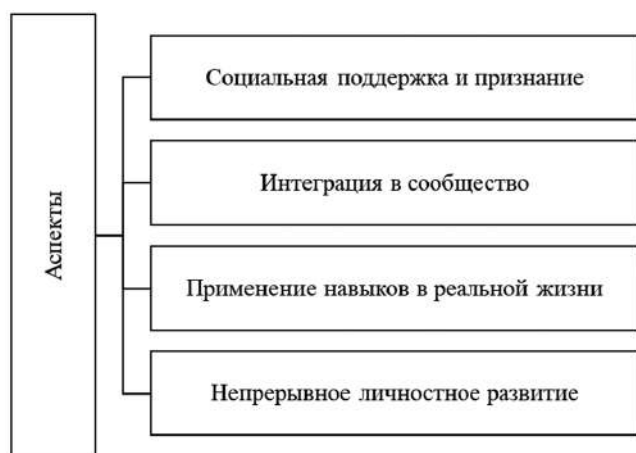 Аспекты
Социальная поддержка и признание
Интеграция в сообщество
Применение навыков в реальной жизни
Непрерывное личностное развитие